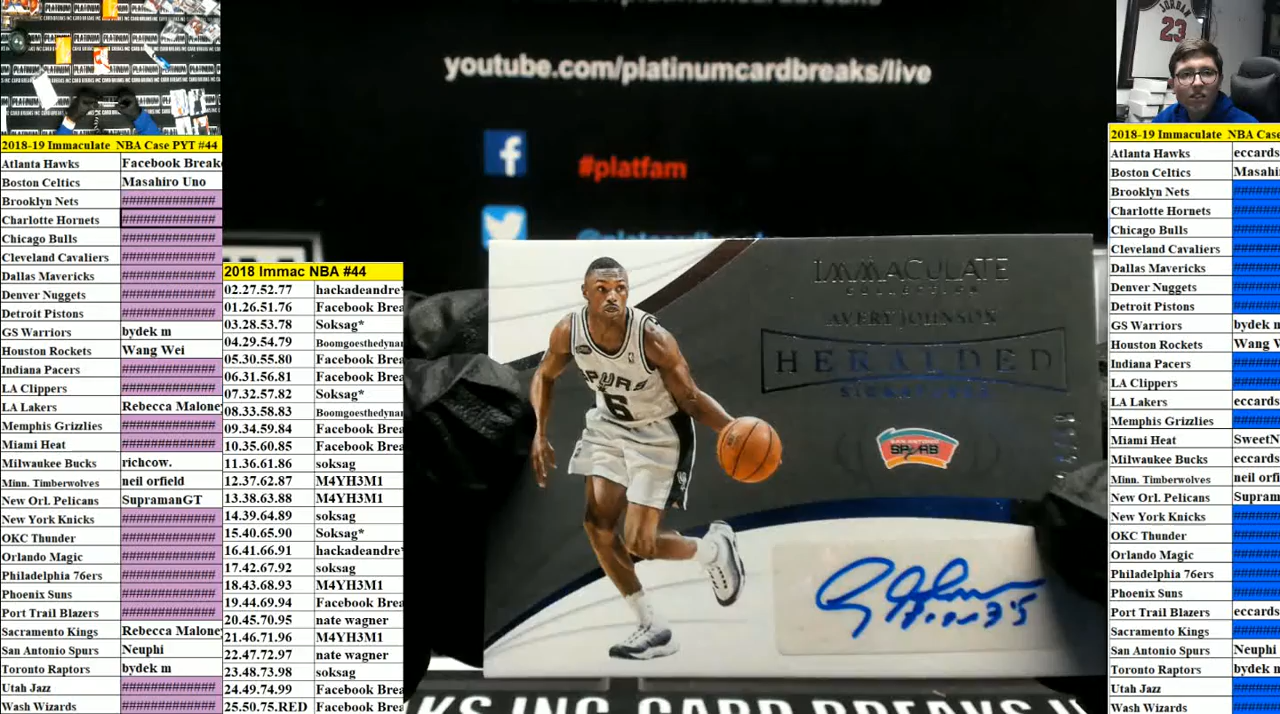 youtube.com/platinumcardbreaks/live
#platfam
JORDAN
23
2018-19 Immaculate NBA Case PYT #44
Atlanta Hawks Facebook Break
Boston Celtics Masahiro Uno
Brooklyn Nets #############
Charlotte Hornets #############
Chicago Bulls #############
Cleveland Cavaliers #############
Dallas Mavericks #############
Denver Nuggets #############
Detroit Pistons #############
GS Warriors bydek m
Houston Rockets Wang Wei
Indiana Pacers #############
LA Clippers #############
LA Lakers Rebecca Maloney
Memphis Grizzlies #############
Miami Heat #############
Milwaukee Bucks richcow.
Minn. Timberwolves neil orfield
New Orl. Pelicans SupramanGT
New York Knicks #############
OKC Thunder #############
Orlando Magic #############
Philadelphia 76ers #############
Phoenix Suns #############
Port Trail Blazers #############
Sacramento Kings Rebecca Maloney
San Antonio Spurs Neuphi
Toronto Raptors bydek m
Utah Jazz #############
Wash Wizards #############
2018 Immac NBA #44
02.27.52.77 hackadeandre
01.26.51.76 Facebook Brea
03.28.53.78 Soksag*
04.29.54.79 Boomgoesthedynam
05.30.55.80 Facebook Brea
06.31.56.81 Facebook Brea
07.32.57.82 Soksag*
08.33.58.83 Boomgoesthedynam
09.34.59.84 Facebook Brea
10.35.60.85 Facebook Brea
11.36.61.86 soksag
12.37.62.87 M4YH3M1
13.38.63.88 M4YH3M1
14.39.64.89 soksag
15.40.65.90 Soksag*
16.41.66.91 hackadeandre
17.42.67.92 soksag
18.43.68.93 M4YH3M1
19.44.69.94 Facebook Brea
20.45.70.95 nate wagner
21.46.71.96 M4YH3M1
22.47.72.97 nate wagner
23.48.73.98 soksag
24.49.74.99 Facebook Brea
25.50.75.RED Facebook Brea
IMMACULATE
COLLECTION
AVERY JOHNSON
HERALDED
SIGNATURES
SAN ANTONIO
SPURS
SPURS
6
KS INC CARD BREAKS
2018-19 Immaculate NBA Case
Atlanta Hawks eccards
Boston Celtics Masahi
Brooklyn Nets ######
Charlotte Hornets ######
Chicago Bulls ######
Cleveland Cavaliers ######
Dallas Mavericks ######
Denver Nuggets ######
Detroit Pistons ######
GS Warriors bydek m
Houston Rockets Wang W
Indiana Pacers ######
LA Clippers ######
LA Lakers eccards
Memphis Grizzlies ######
Miami Heat SweetN
Milwaukee Bucks eccards
Minn. Timberwolves neil orfi
New Orl. Pelicans Supram
New York Knicks ######
OKC Thunder ######
Orlando Magic ######
Philadelphia 76ers ######
Phoenix Suns ######
Port Trail Blazers eccards
Sacramento Kings ######
San Antonio Spurs Neuphi
Toronto Raptors bydek m
Utah Jazz ######
Wash Wizards ######